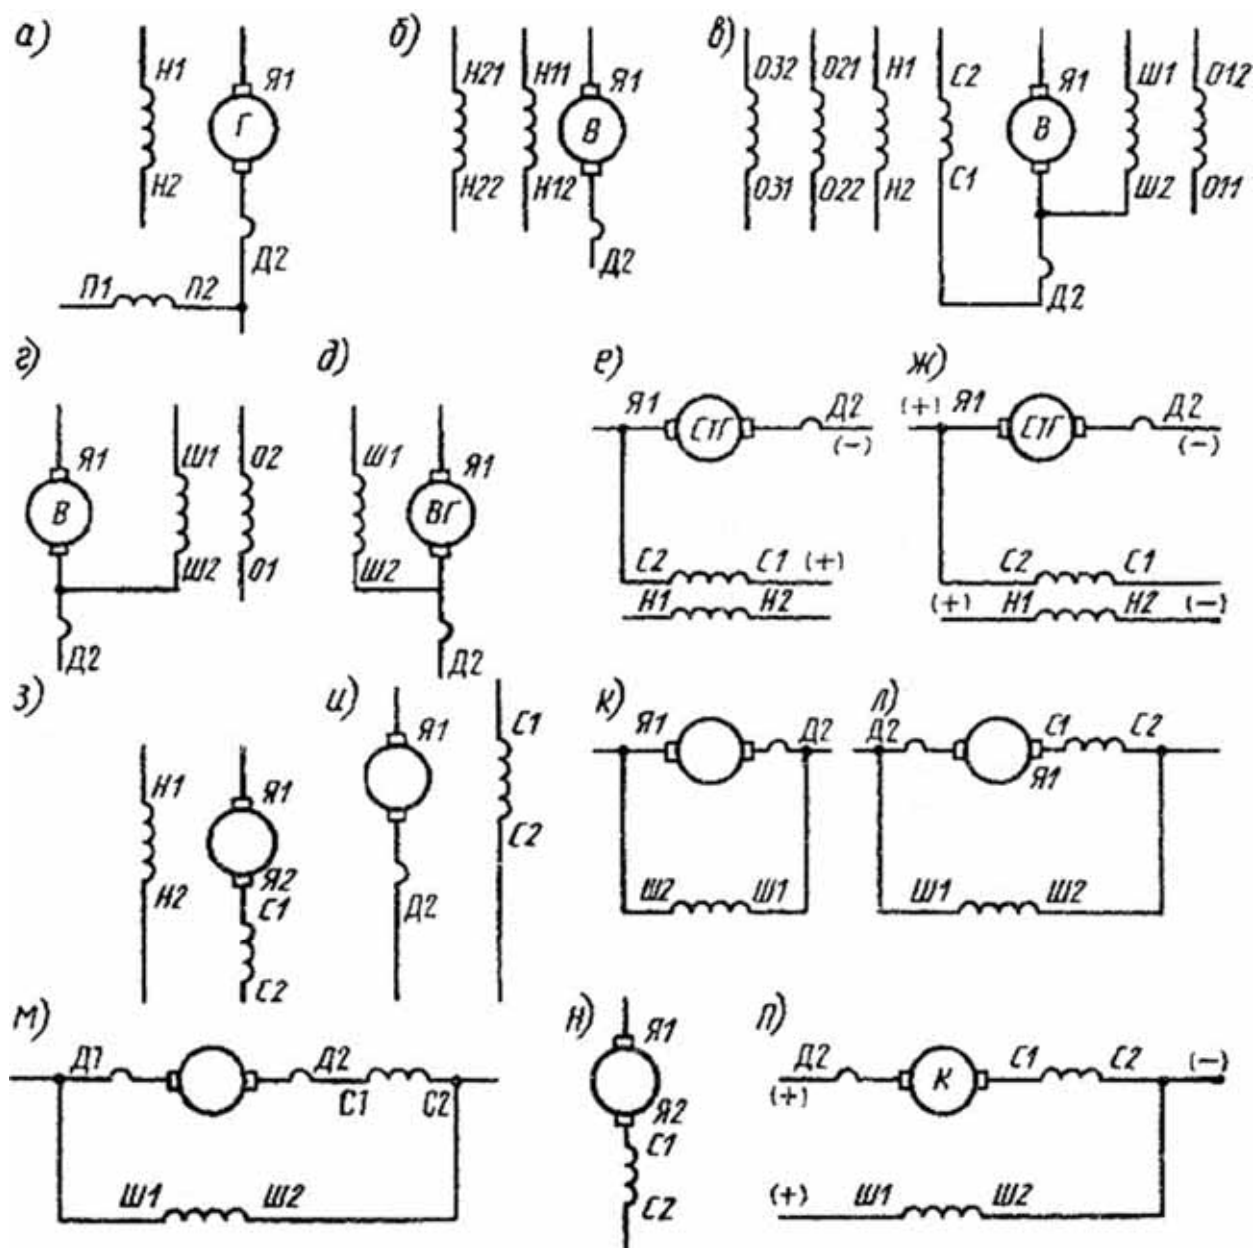 а)
Н1
Н2
Я1
Г
Д2
П1
П2
б)
Н21
Н22
Н11
Н12
Я1
В
Д2
в)
О32
О31
О21
О22
Н1
Н2
С2
С1
Я1
В
Д2
Ш1
Ш2
О12
О11
г)
Я1
В
Д2
Ш1
Ш2
О2
О1
д)
Ш1
Ш2
Я1
ВГ
Д2
е)
Я1
СТГ
Д2
(-)
С2
С1
(+)
Н1
Н2
ж)
(+)
Я1
СТГ
Д2
(-)
С2
С1
(+)
Н1
Н2
(-)
з)
Н1
Н2
Я1
Я2
С1
С2
и)
Я1
Д2
С1
С2
к)
Я1
Д2
Ш2
Ш1
л)
Д2
Я1
С1
С2
Ш1
Ш2
м)
Д1
Д2
С1
С2
Ш1
Ш2
н)
Я1
Я2
С1
С2
п)
Д2
(+)
К
С1
С2
(-)
(+)
Ш1
Ш2